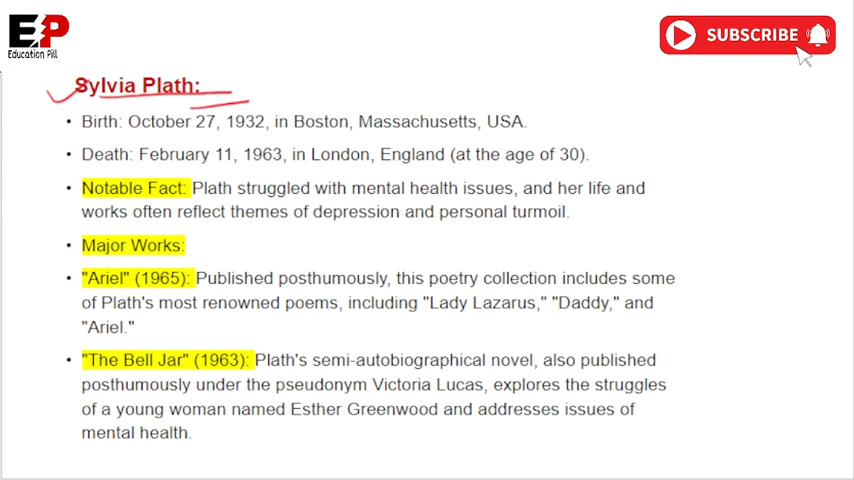 EP
Education Pill
SUBSCRIBE
Sylvia Plath:
• Birth: October 27, 1932, in Boston, Massachusetts, USA.
• Death: February 11, 1963, in London, England (at the age of 30).
• Notable Fact: Plath struggled with mental health issues, and her life and
works often reflect themes of depression and personal turmoil.
• Major Works:
• "Ariel" (1965): Published posthumously, this poetry collection includes some
of Plath's most renowned poems, including "Lady Lazarus," "Daddy," and
"Ariel."
• "The Bell Jar" (1963): Plath's semi-autobiographical novel, also published
posthumously under the pseudonym Victoria Lucas, explores the struggles
of a young woman named Esther Greenwood and addresses issues of
mental health.